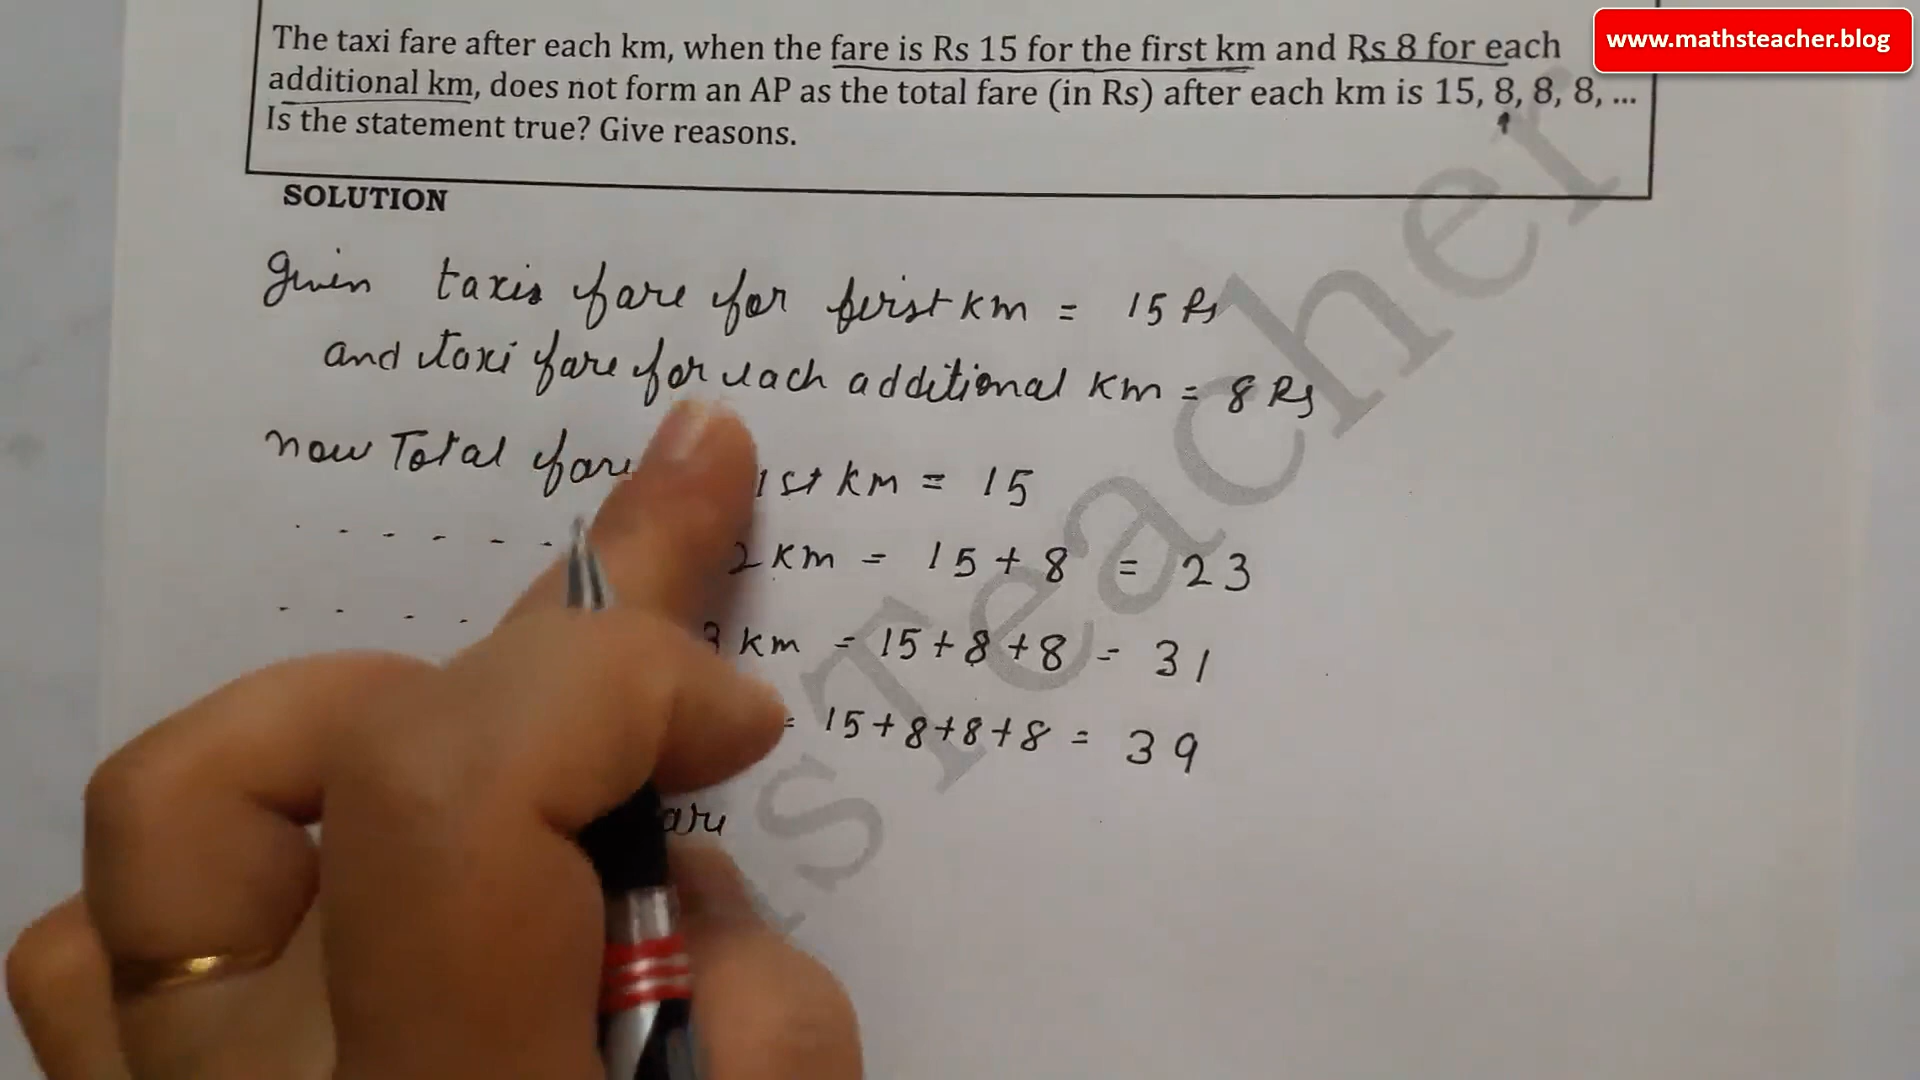 www.mathsteacher.blog
The taxi fare after each km, when the fare is Rs 15 for the first km and Rs 8 for each
additional km, does not form an AP as the total fare (in Rs) after each km is 15, 8, 8, 8, ...
Is the statement true? Give reasons.
SOLUTION
Given taxis fare for first km = 15 Rs
and taxi fare for each additional km = 8 Rs
now Total 1st km = 15
2 km = 15 + 8 = 23
3 km = 15 + 8 + 8 = 31
= 15 + 8 + 8 + 8 = 39
sTeacher